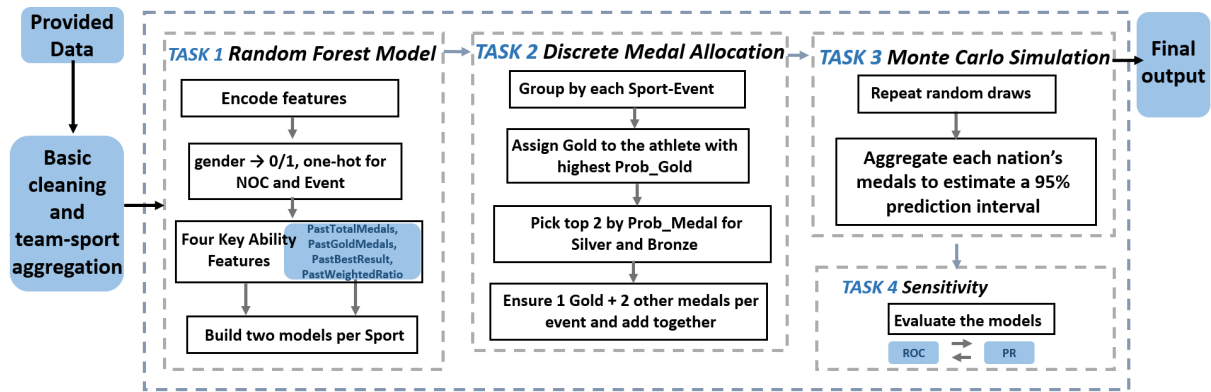 Provided
Data
Basic
cleaning
and
team-sport
aggregation
TASK 1 Random Forest Model
Encode features
gender → 0/1, one-hot for
NOC and Event
Four Key Ability
Features
PastTotalMedals,
PastGoldMedals,
PastBestResult,
PastWeightedRatio
Build two models per Sport
TASK 2 Discrete Medal Allocation
Group by each Sport-Event
Assign Gold to the athlete with
highest Prob_Gold
Pick top 2 by Prob_Medal for
Silver and Bronze
Ensure 1 Gold + 2 other medals per
event and add together
TASK 3 Monte Carlo Simulation
Repeat random draws
Aggregate each nation's
medals to estimate a 95%
prediction interval
TASK 4 Sensitivity
Evaluate the models
ROC
PR
Final
output